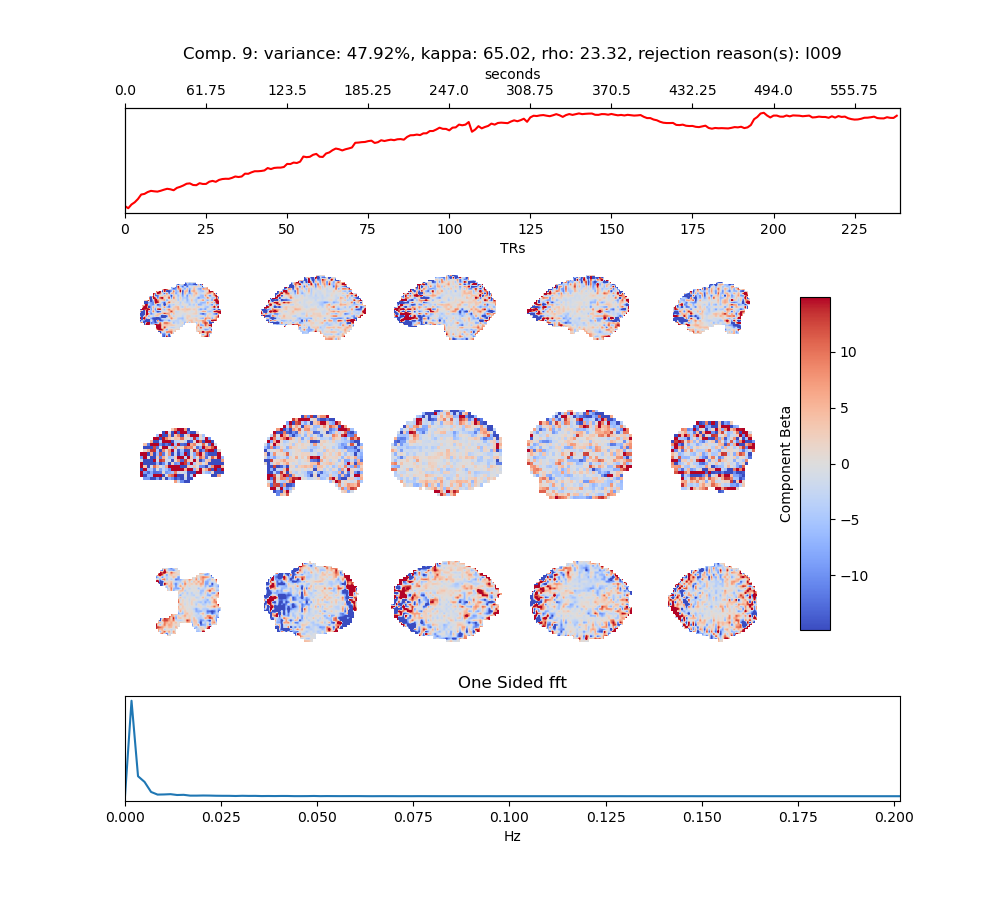 Comp. 9: variance: 47.92%, kappa: 65.02, rho: 23.32, rejection reason(s): I009
seconds
0.0 61.75 123.5 185.25 247.0 308.75 370.5 432.25 494.0 555.75
0 25 50 75 100 125 150 175 200 225
TRs
10
5
0
−5
−10
Component Beta
One Sided fft
0.000 0.025 0.050 0.075 0.100 0.125 0.150 0.175 0.200
Hz